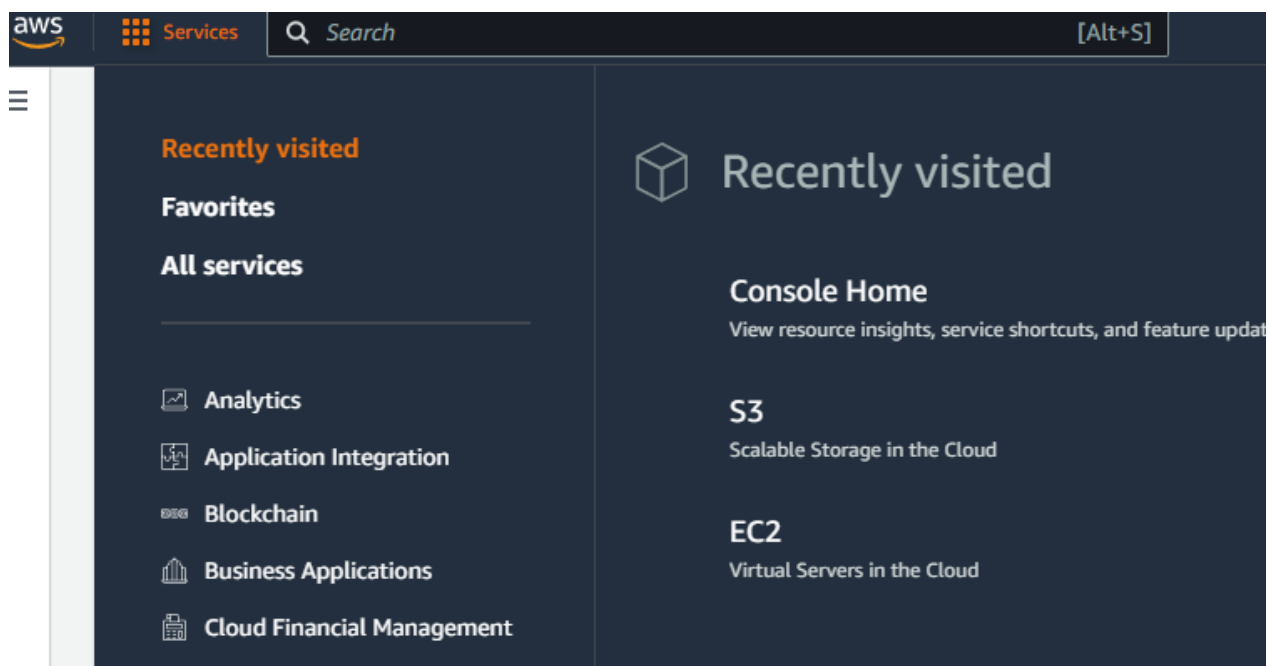 aws
Services
Search [Alt+S]
Recently visited
Favorites
All services
Analytics
Application Integration
Blockchain
Business Applications
Cloud Financial Management
Recently visited
Console Home
View resource insights, service shortcuts, and feature updat
S3
Scalable Storage in the Cloud
EC2
Virtual Servers in the Cloud